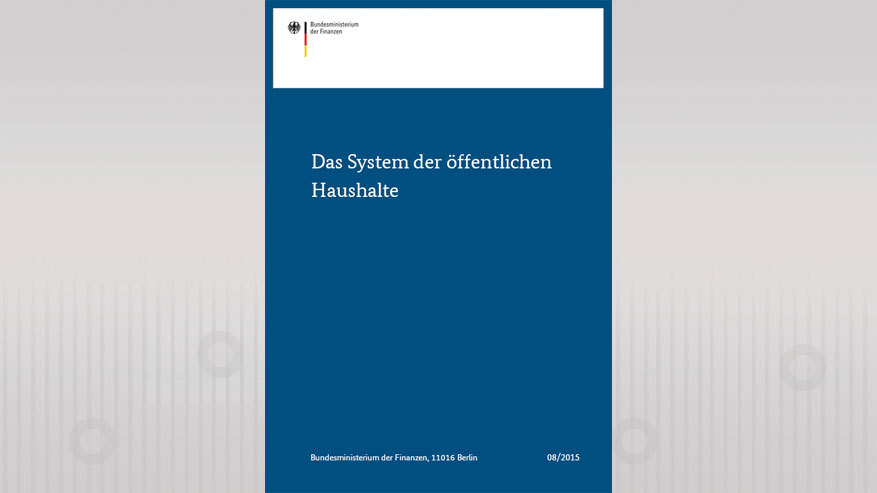 Bundesministerium
der Finanzen
Das System der öffentlichen
Haushalte
Bundesministerium der Finanzen, 11016 Berlin
08/2015